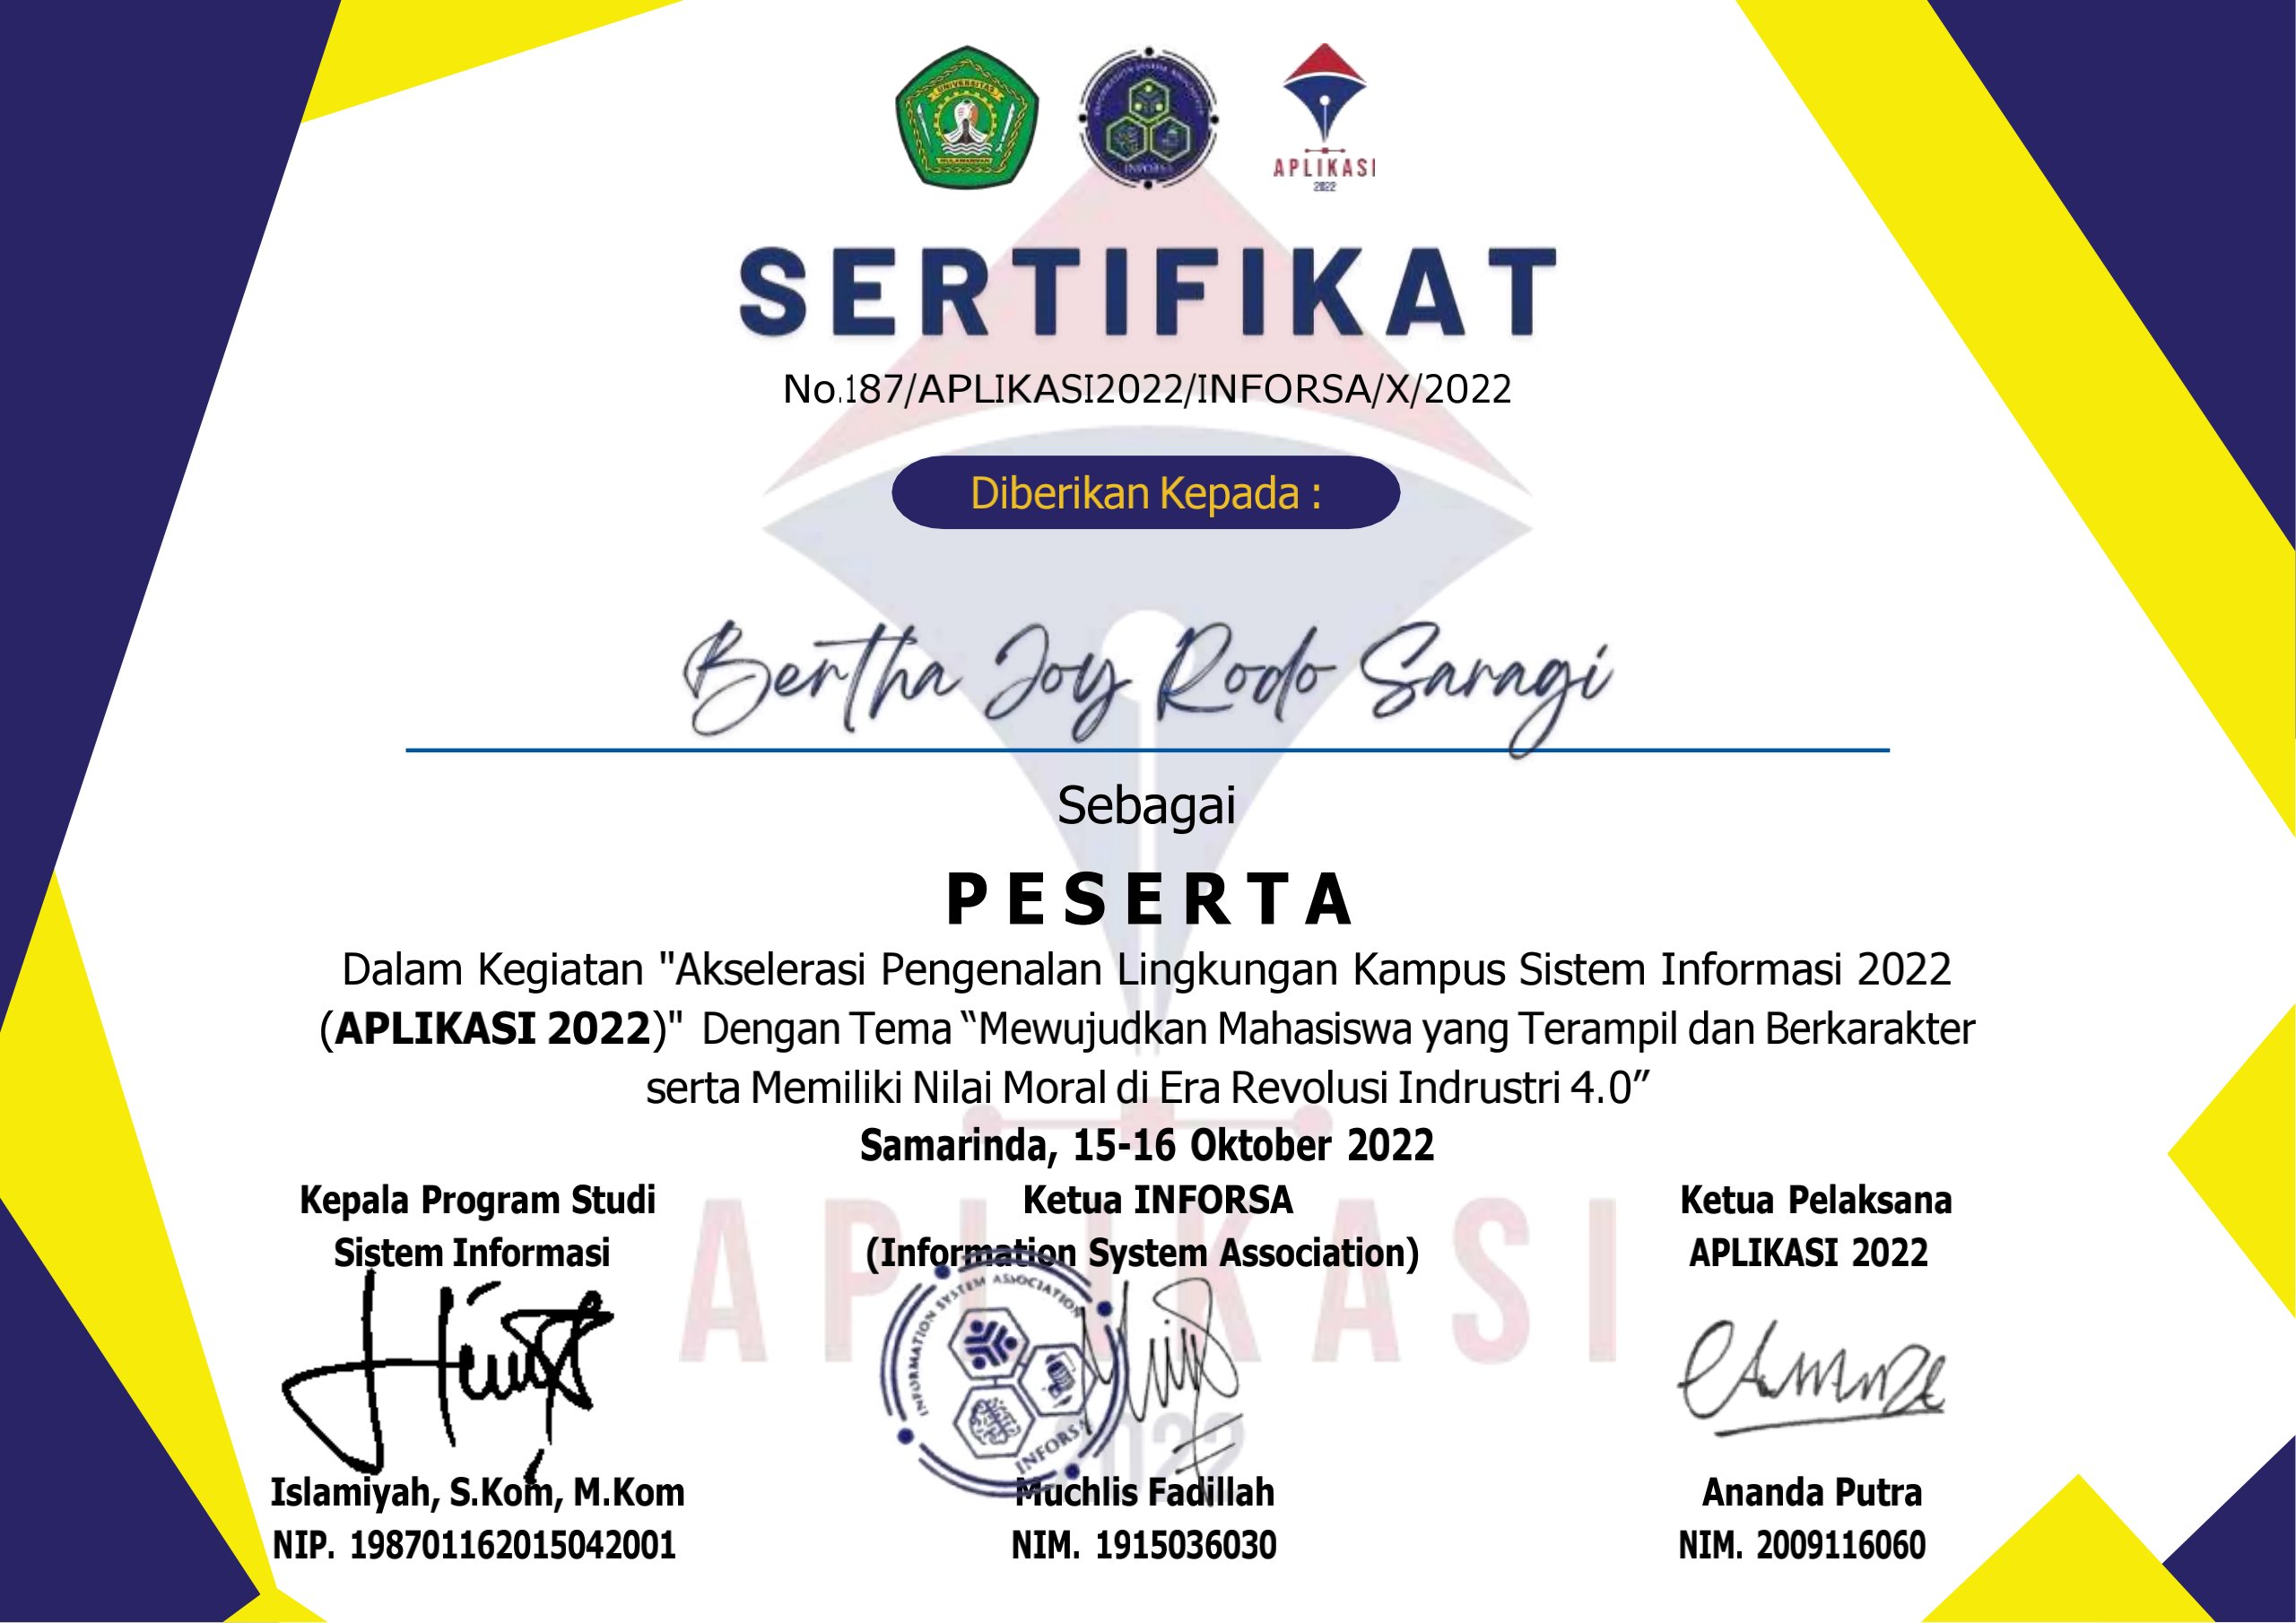 UNIVERSITAS
MULAWARMAN
INFORMATION SYSTEM ASSOCIATION
INFORSA
APLIKASI
2022
SERTIFIKAT
No.187/APLIKASI2022/INFORSA/X/2022
Diberikan Kepada :
Bertha Joy Rodo Saragi
Sebagai
PESERTA
Dalam Kegiatan "Akselerasi Pengenalan Lingkungan Kampus Sistem Informasi 2022
(APLIKASI 2022)" Dengan Tema “Mewujudkan Mahasiswa yang Terampil dan Berkarakter
serta Memiliki Nilai Moral di Era Revolusi Indrustri 4.0”
Samarinda, 15-16 Oktober 2022
Kepala Program Studi
Sistem Informasi
Islamiyah, S.Kom, M.Kom
NIP. 198701162015042001
Ketua INFORSA
(Information System Association)
INFORMATION SYSTEM ASSOCIATION
INFORSA
Muchlis Fadillah
NIM. 1915036030
Ketua Pelaksana
APLIKASI 2022
Ananda Putra
NIM. 2009116060
APLIKASI
2022